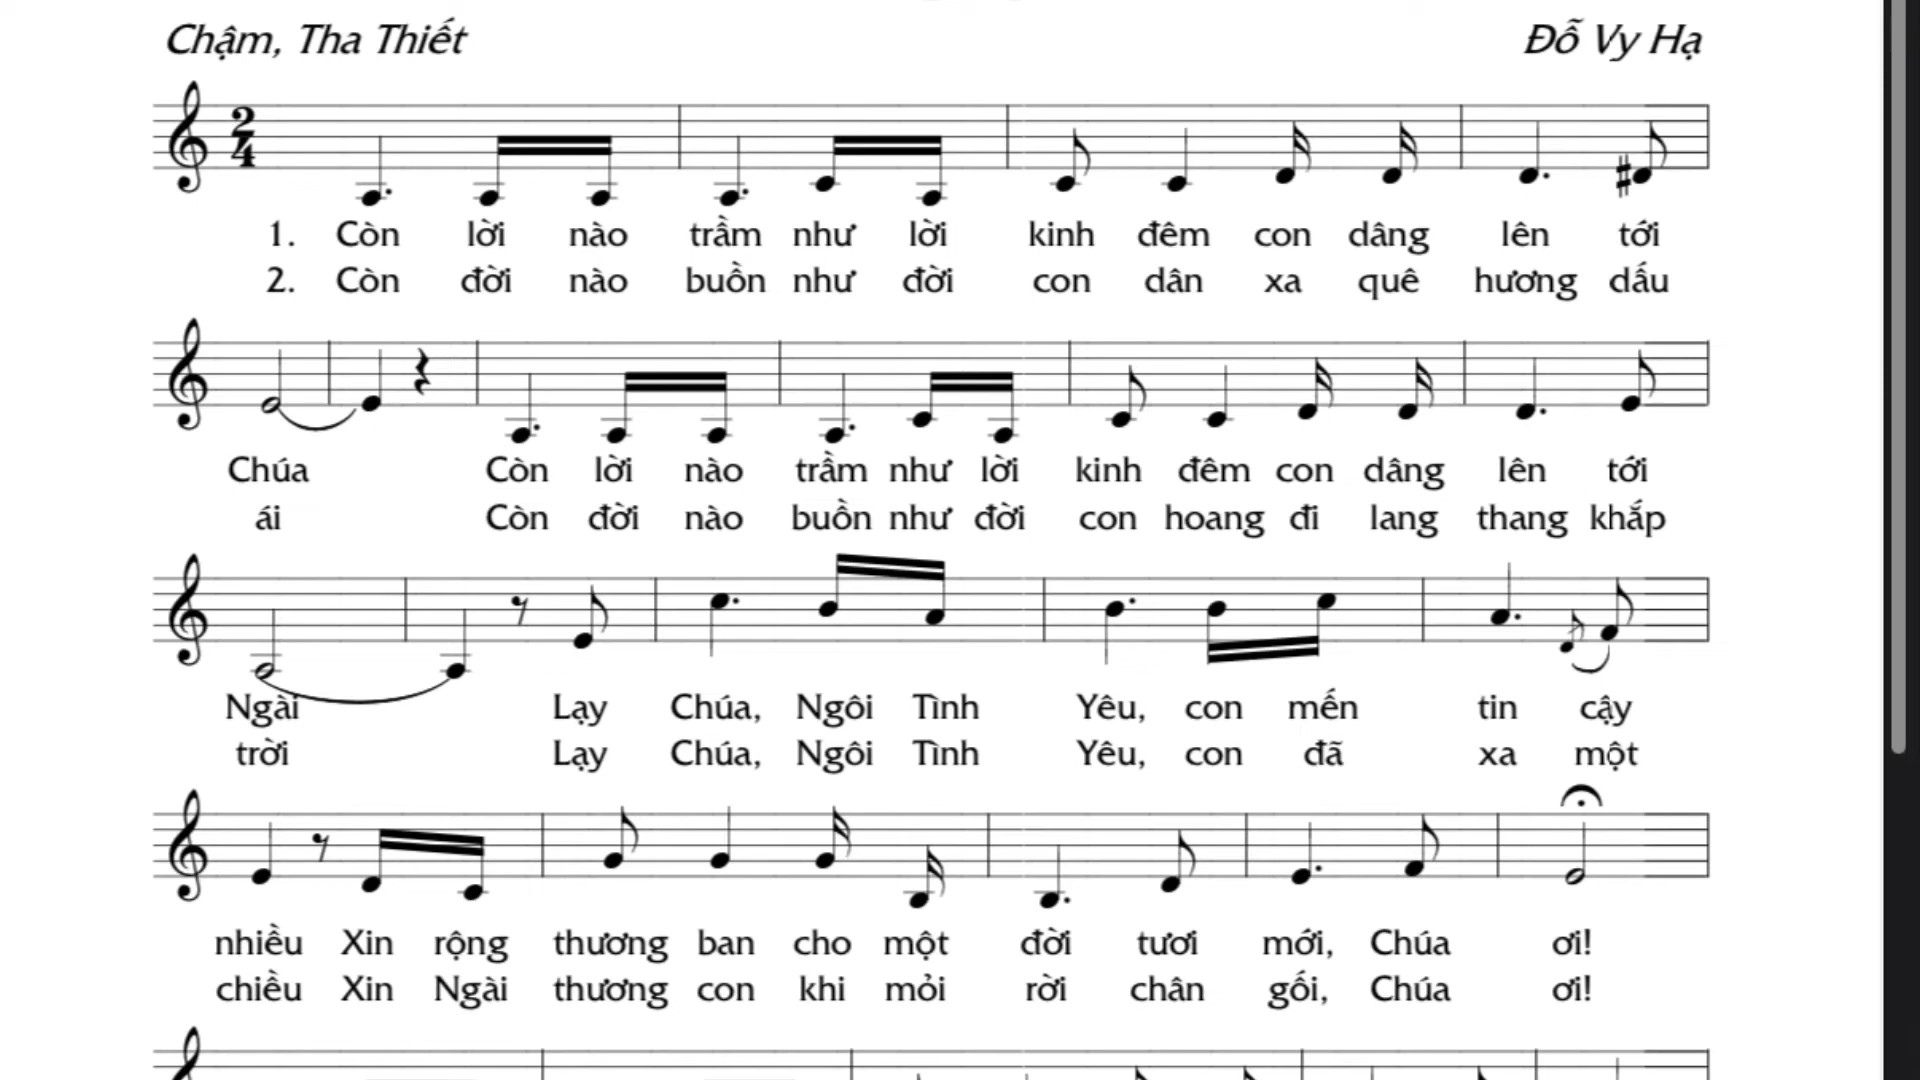 Chậm, Tha Thiết Đỗ Vy Hạ
2
4
1. Còn lời nào trầm như lời kinh đêm con dâng lên tới
2. Còn đời nào buồn như đời con dân xa quê hương dấu
Chúa Còn lời nào trầm như lời kinh đêm con dâng lên tới
ái Còn đời nào buồn như đời con hoang đi lang thang khắp
Ngài Lạy Chúa, Ngôi Tình Yêu, con mến tin cậy
trời Lạy Chúa, Ngôi Tình Yêu, con đã xa một
nhiều Xin rộng thương ban cho một đời tươi mới, Chúa ơi!
chiều Xin Ngài thương con khi mỏi rời chân gối, Chúa ơi!